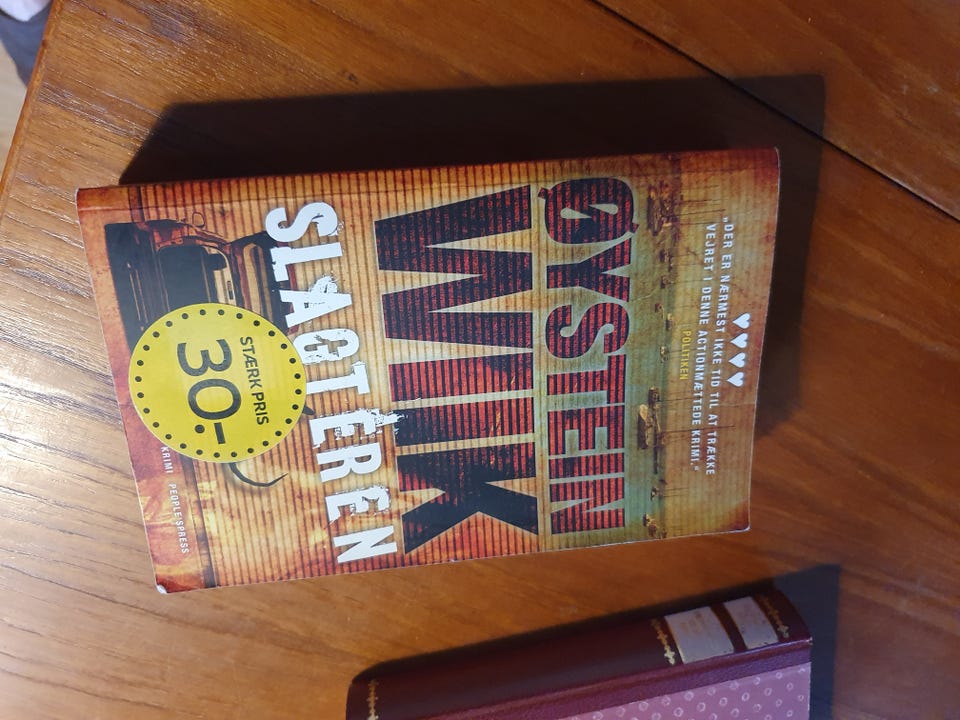 ♥♥♥♥
"DER ER NÆRMEST IKKE TID TIL AT TRÆKKE
VEJRET I DENNE ACTIONMÆTTEDE KRIMI."
POLITIKEN
ØYSTEIN
WIIK
SLAGTEREN
STÆRK PRIS
30.-
KRIMI PEOPLE'SPRESS